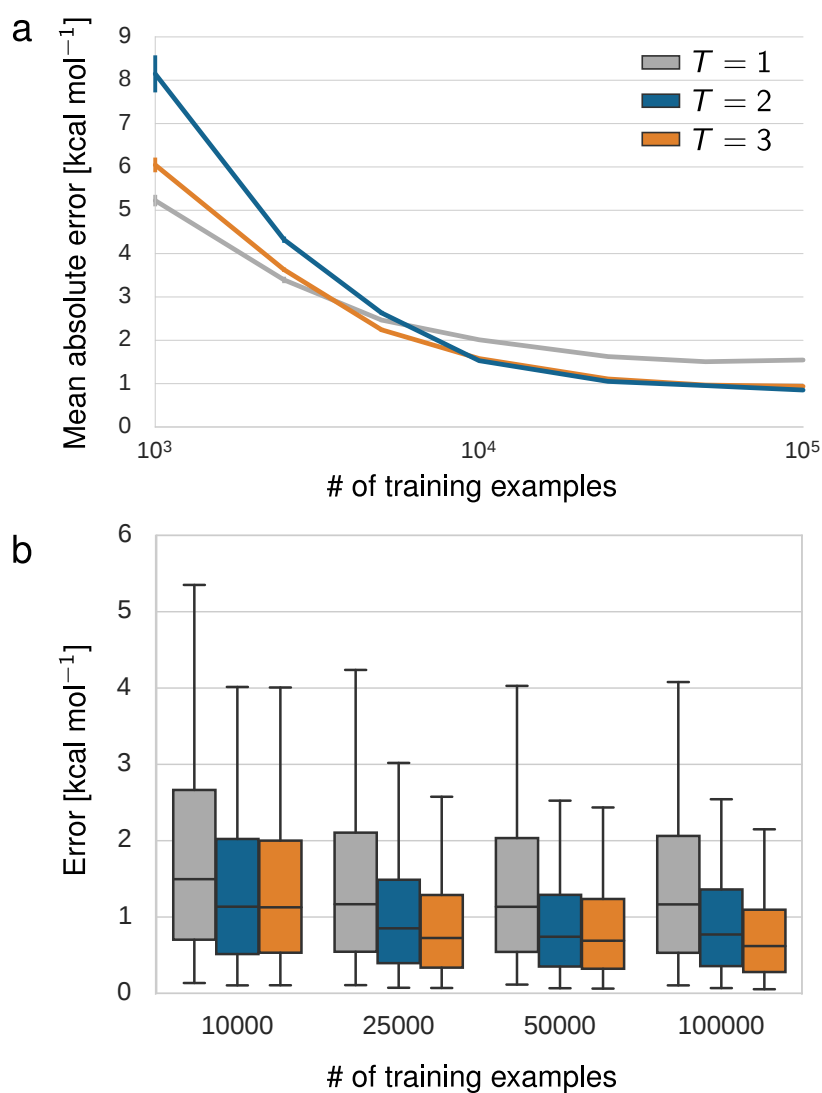 a
Mean absolute error [kcal mol⁻¹]
9
8
7
6
5
4
3
2
1
0
T = 1
T = 2
T = 3
10³ 10⁴ 10⁵
# of training examples
b
Error [kcal mol⁻¹]
6
5
4
3
2
1
0
10000 25000 50000 100000
# of training examples